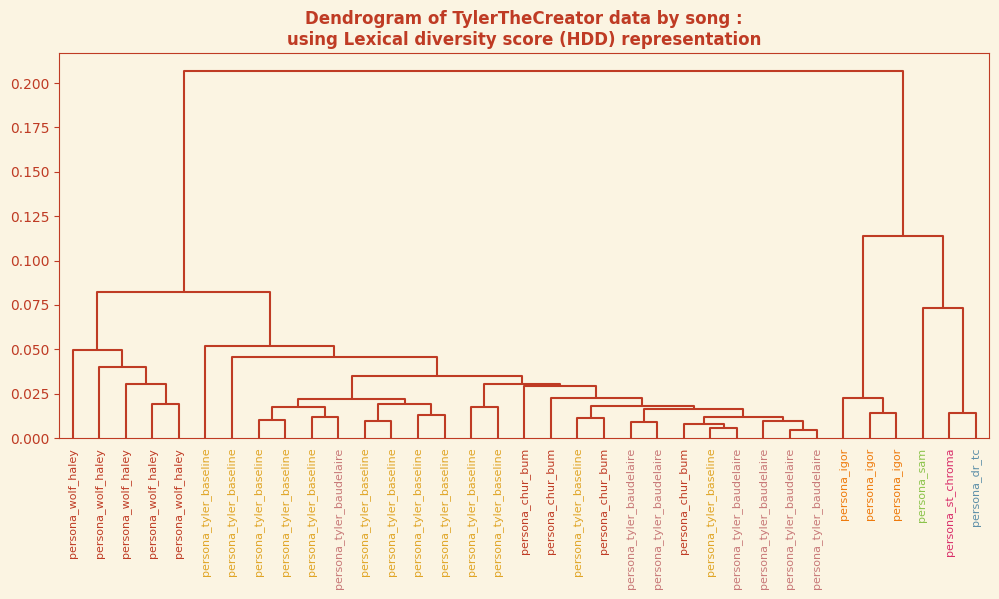 Dendrogram of TylerTheCreator data by song :
using Lexical diversity score (HDD) representation
0.200
0.175
0.150
0.125
0.100
0.075
0.050
0.025
0.000
persona_wolf_haley
persona_wolf_haley
persona_wolf_haley
persona_wolf_haley
persona_wolf_haley
persona_tyler_baseline
persona_tyler_baseline
persona_tyler_baseline
persona_tyler_baseline
persona_tyler_baseline
persona_tyler_baudelaire
persona_tyler_baseline
persona_tyler_baseline
persona_tyler_baseline
persona_tyler_baseline
persona_tyler_baseline
persona_tyler_baseline
persona_chur_bum
persona_chur_bum
persona_tyler_baseline
persona_chur_bum
persona_tyler_baudelaire
persona_tyler_baudelaire
persona_chur_bum
persona_tyler_baseline
persona_tyler_baudelaire
persona_tyler_baudelaire
persona_tyler_baudelaire
persona_tyler_baudelaire
persona_igor
persona_igor
persona_igor
persona_sam
persona_st_chroma
persona_dr_tc